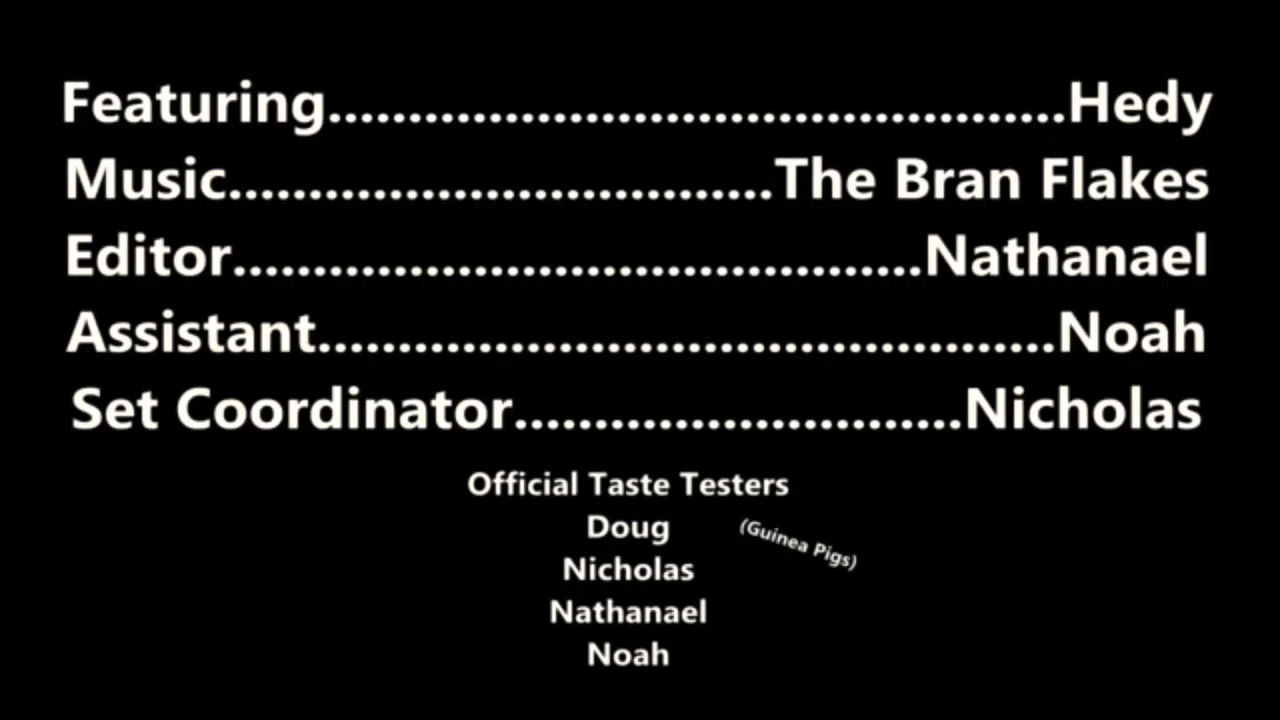 Featuring..............................................Hedy
Music..................................The Bran Flakes
Editor...........................................Nathanael
Assistant..............................................Noah
Set Coordinator............................Nicholas
Official Taste Testers
Doug
(Guinea Pigs)
Nicholas
Nathanael
Noah